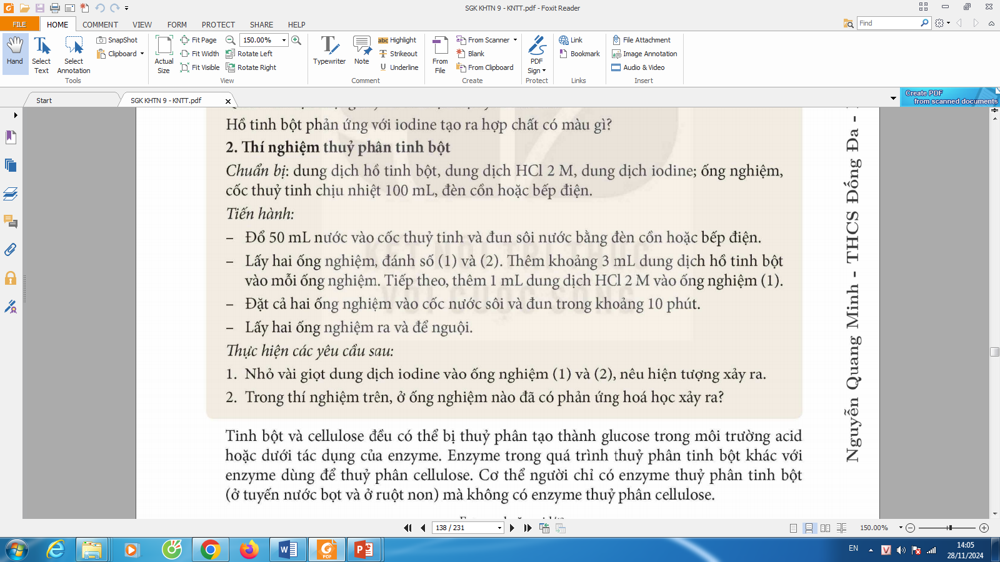 SGK KHTN 9 - KNTT.pdf - Foxit Reader
FILE HOME COMMENT VIEW FORM PROTECT SHARE HELP
Find
Hand
Select Text
Select Annotation
SnapShot
Clipboard
Tools
Actual Size
Fit Page
Fit Width
Fit Visible
150.00%
Rotate Left
Rotate Right
View
Typewriter
Note
Highlight
Strikeout
Underline
Comment
From File
From Scanner
Blank
From Clipboard
Create
PDF Sign
Protect
Link
Bookmark
Links
File Attachment
Image Annotation
Audio & Video
Insert
Start
SGK KHTN 9 - KNTT.pdf
Create PDF
from scanned documents
Hồ tinh bột phản ứng với iodine tạo ra hợp chất có màu gì?
2. Thí nghiệm thuỷ phân tinh bột
Chuẩn bị: dung dịch hồ tinh bột, dung dịch HCl 2 M, dung dịch iodine; ống nghiệm,
cốc thuỷ tinh chịu nhiệt 100 mL, đèn cồn hoặc bếp điện.
Tiến hành:
– Đổ 50 mL nước vào cốc thuỷ tinh và đun sôi nước bằng đèn cồn hoặc bếp điện.
– Lấy hai ống nghiệm, đánh số (1) và (2). Thêm khoảng 3 mL dung dịch hồ tinh bột
vào mỗi ống nghiệm. Tiếp theo, thêm 1 mL dung dịch HCl 2 M vào ống nghiệm (1).
– Đặt cả hai ống nghiệm vào cốc nước sôi và đun trong khoảng 10 phút.
– Lấy hai ống nghiệm ra và để nguội.
Thực hiện các yêu cầu sau:
1. Nhỏ vài giọt dung dịch iodine vào ống nghiệm (1) và (2), nêu hiện tượng xảy ra.
2. Trong thí nghiệm trên, ở ống nghiệm nào đã có phản ứng hoá học xảy ra?
Tinh bột và cellulose đều có thể bị thuỷ phân tạo thành glucose trong môi trường acid
hoặc dưới tác dụng của enzyme. Enzyme trong quá trình thuỷ phân tinh bột khác với
enzyme dùng để thuỷ phân cellulose. Cơ thể người chỉ có enzyme thuỷ phân tinh bột
(ở tuyến nước bọt và ở ruột non) mà không có enzyme thuỷ phân cellulose.
KẾT NỐI TRI THỨC
VỚI CUỘC SỐNG
Nguyễn Quang Minh - THCS Đống Đa -
138 / 231
150.00%
EN
14:05
28/11/2024